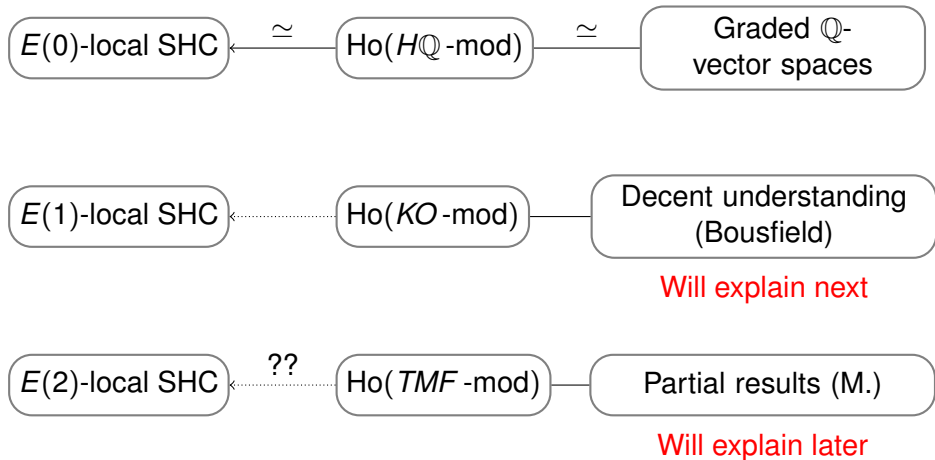 E(0)-local SHC ≃ Ho(Hℚ-mod) ≃ Graded ℚ-
vector spaces
E(1)-local SHC Ho(KO-mod) Decent understanding
(Bousfield)
Will explain next
E(2)-local SHC ?? Ho(TMF-mod) Partial results (M.)
Will explain later